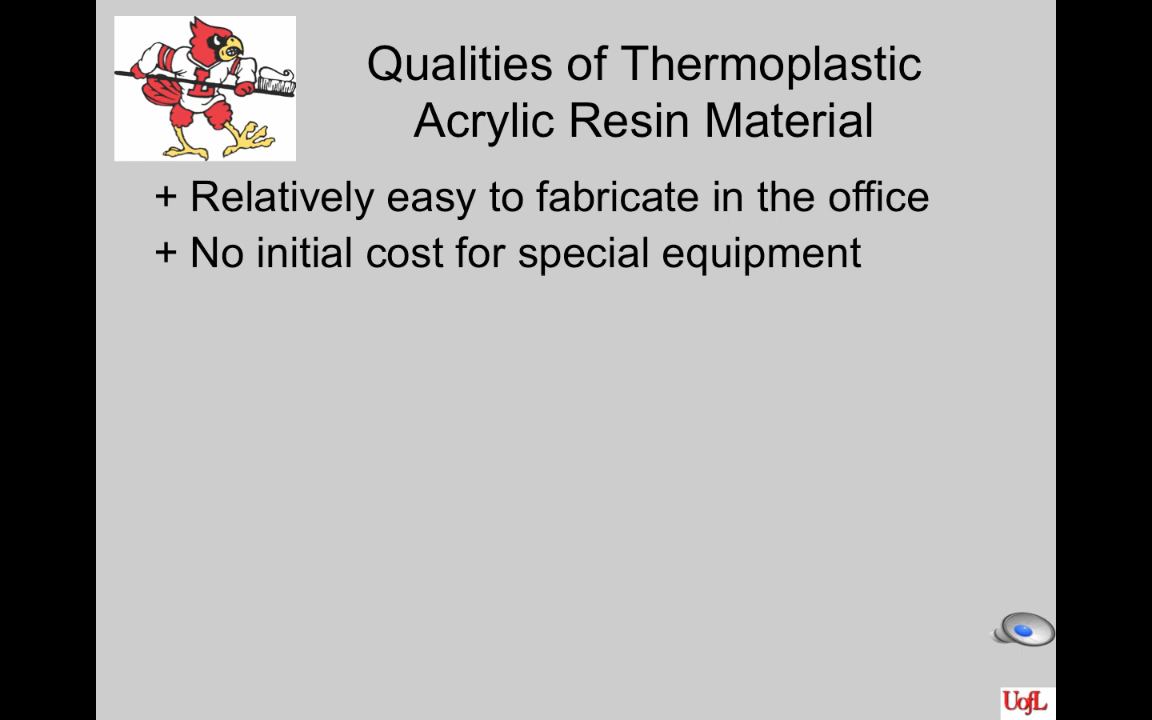 Qualities of Thermoplastic
Acrylic Resin Material
+ Relatively easy to fabricate in the office
+ No initial cost for special equipment
L
UofL